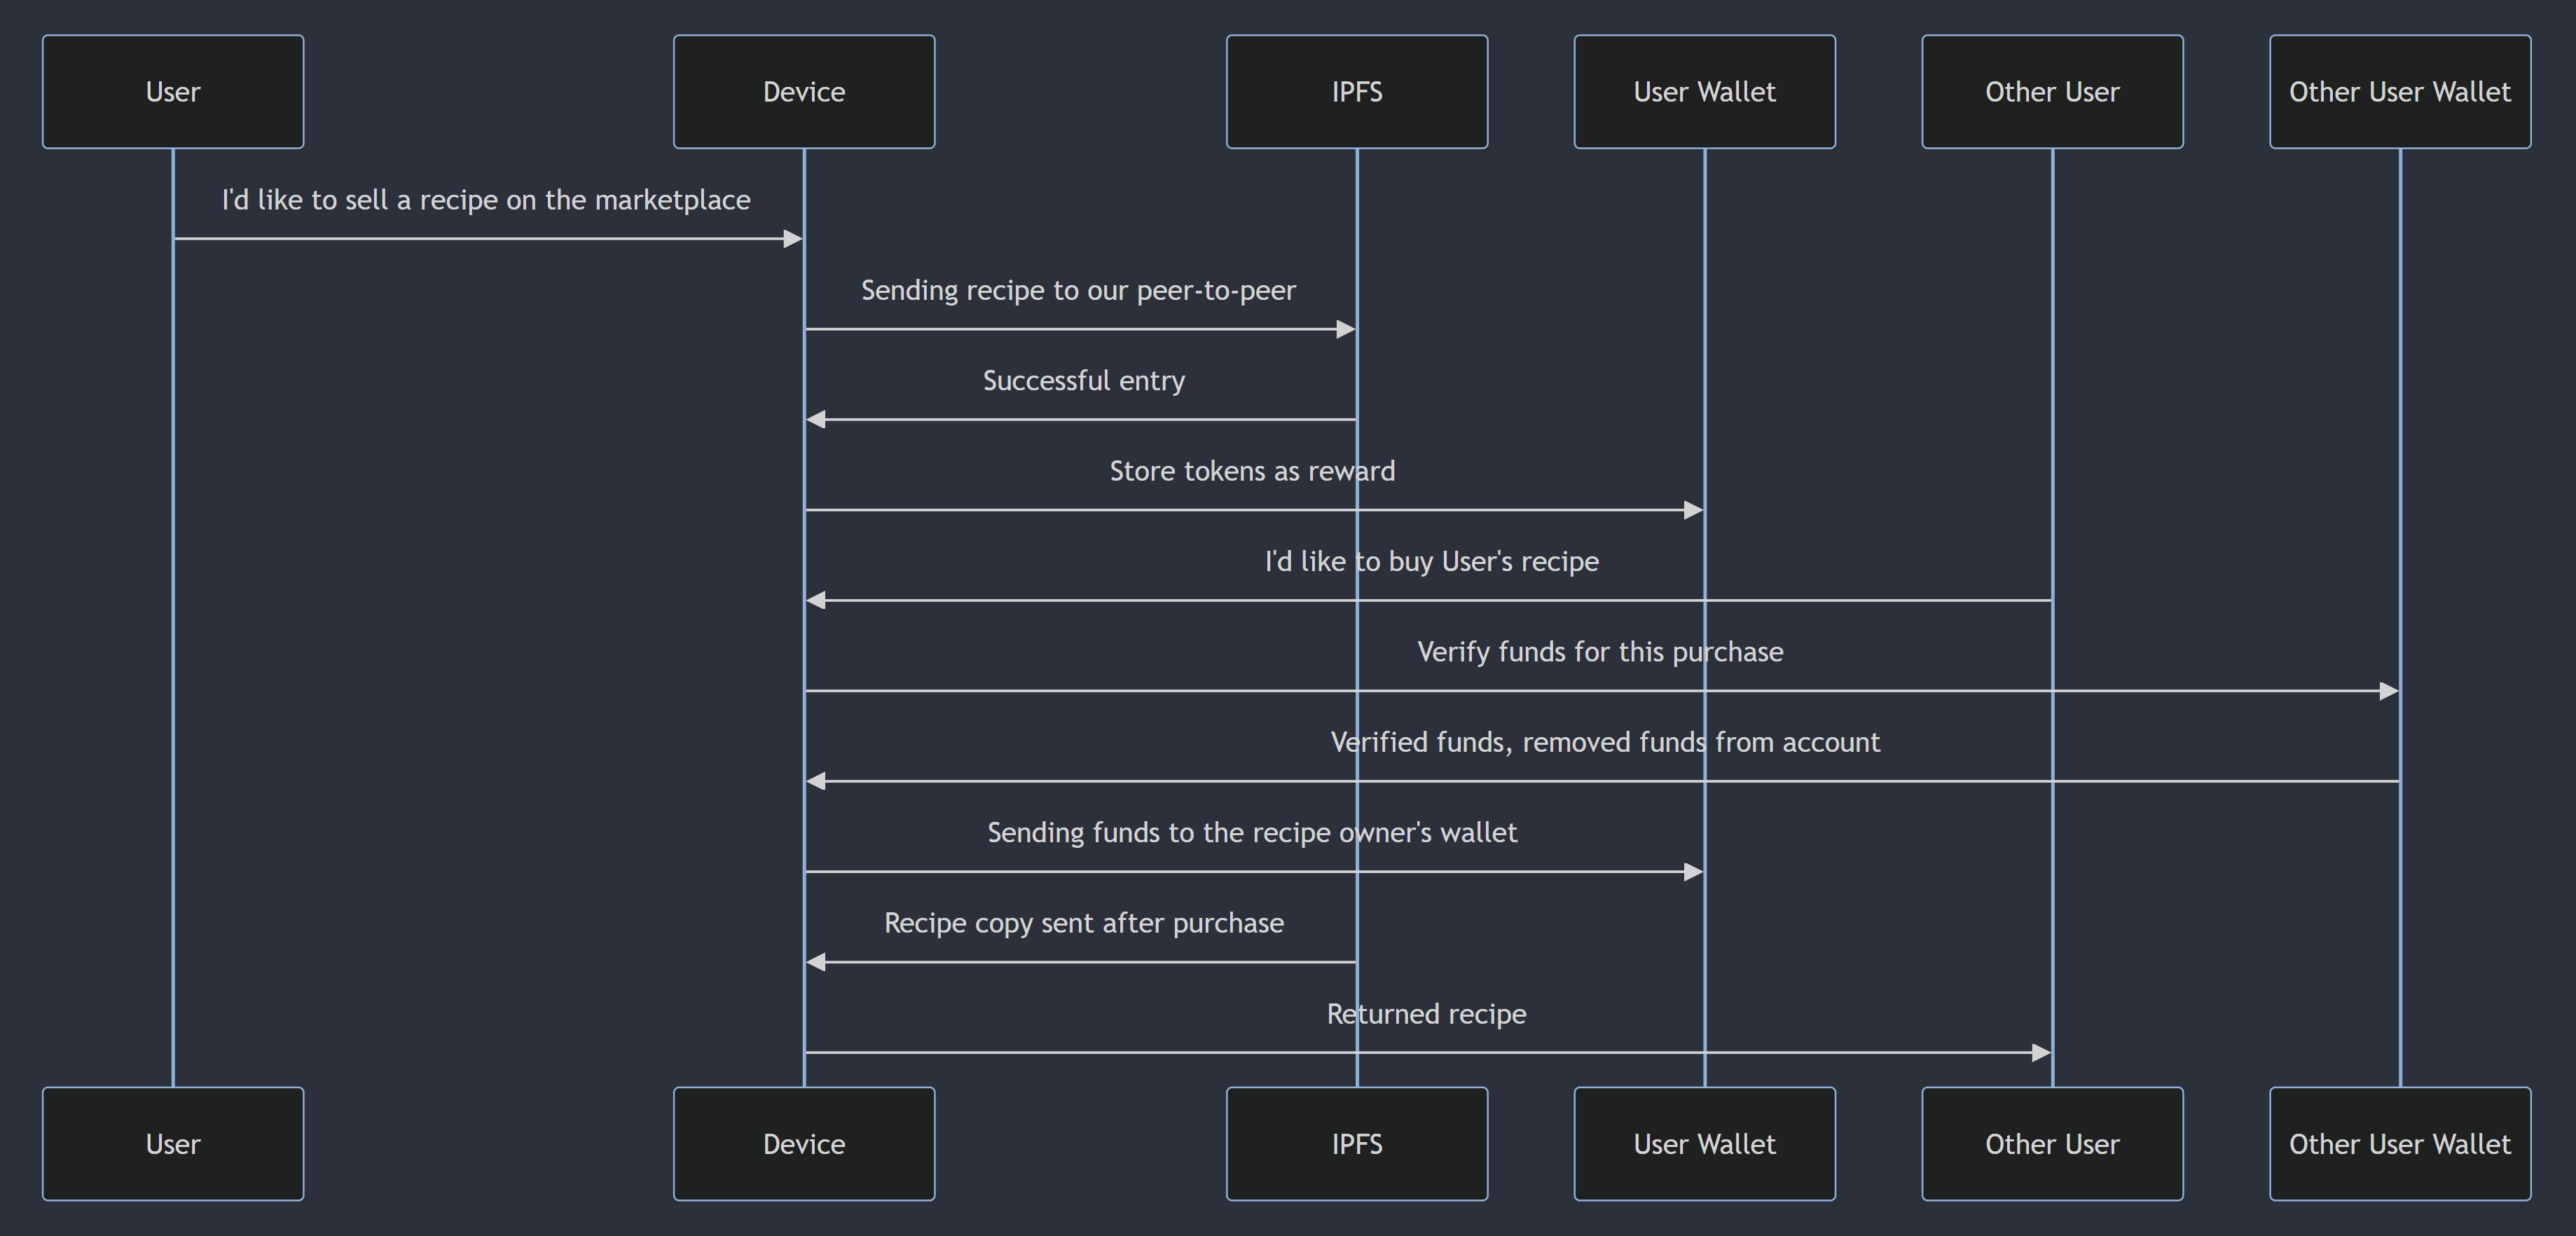 User
Device
IPFS
User Wallet
Other User
Other User Wallet
I'd like to sell a recipe on the marketplace
Sending recipe to our peer-to-peer
Successful entry
Store tokens as reward
I'd like to buy User's recipe
Verify funds for this purchase
Verified funds, removed funds from account
Sending funds to the recipe owner's wallet
Recipe copy sent after purchase
Returned recipe
User
Device
IPFS
User Wallet
Other User
Other User Wallet